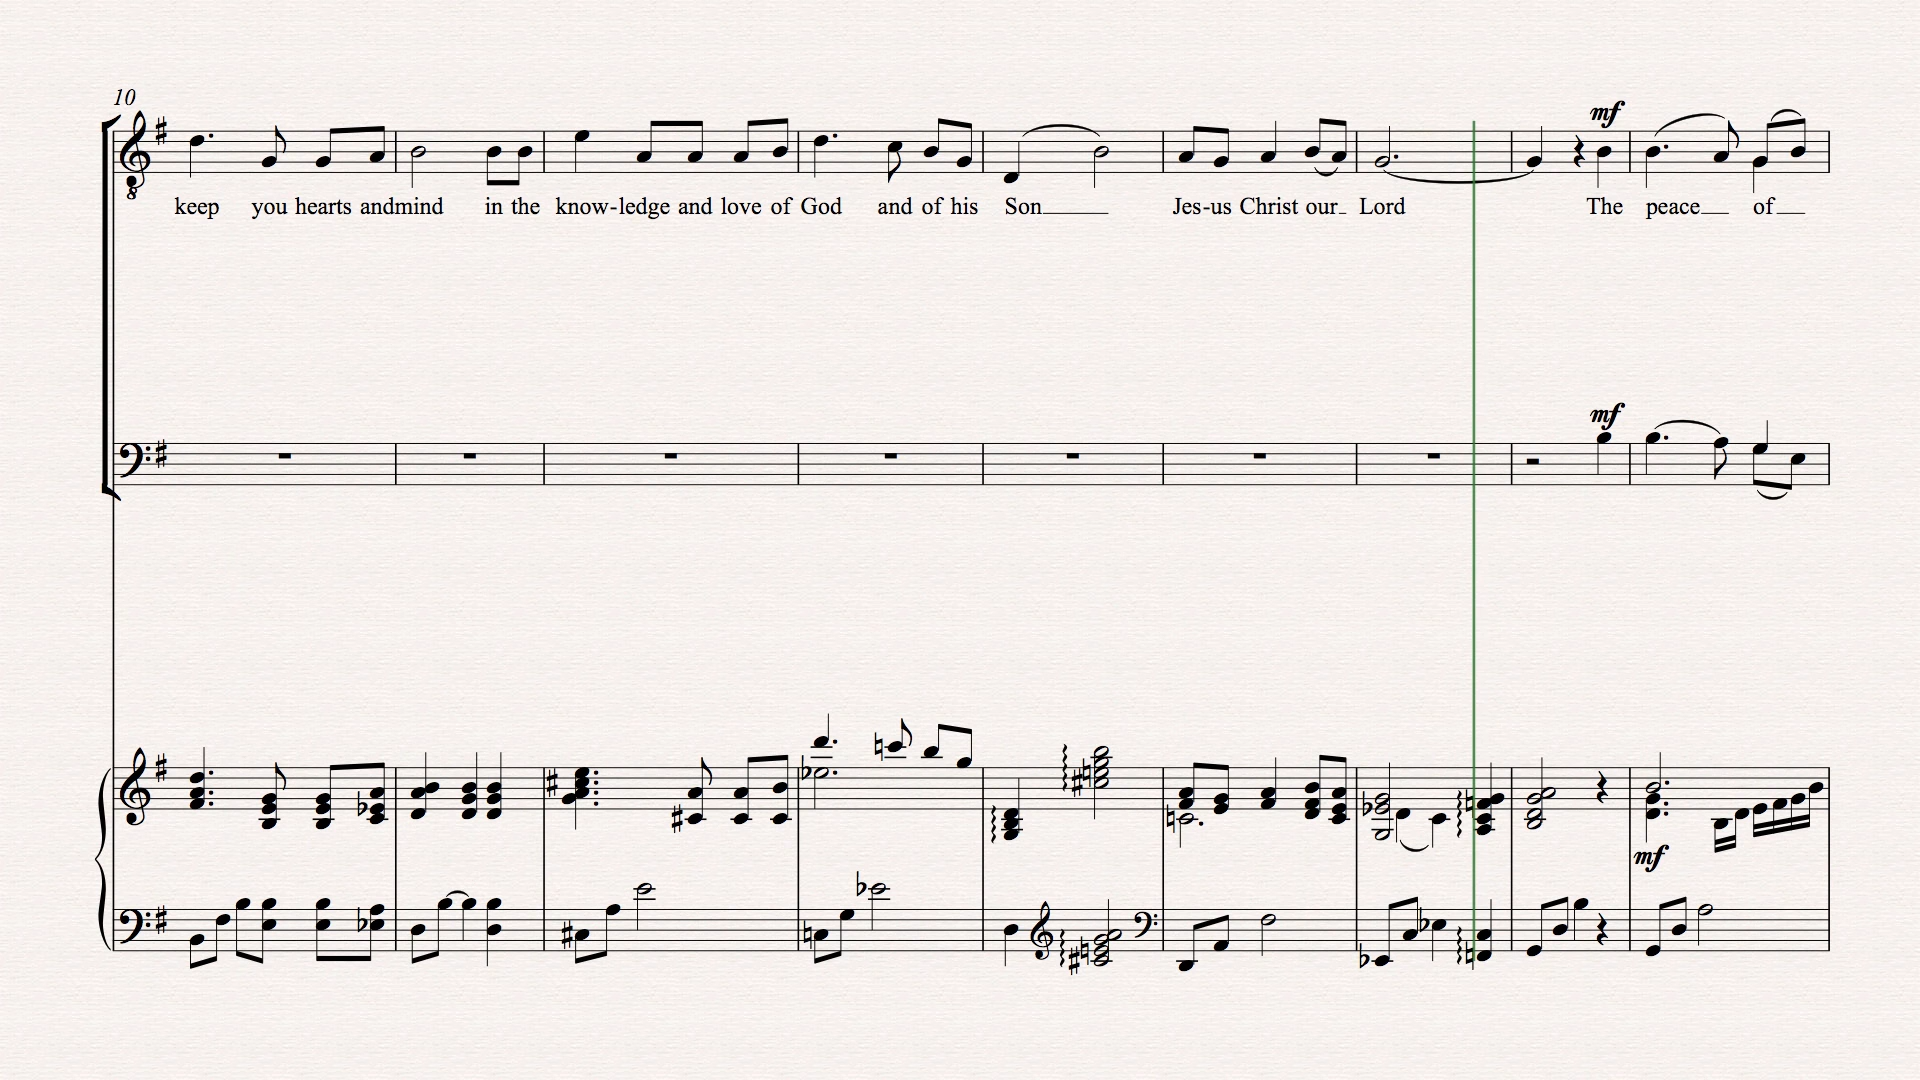 10
mf
keep you hearts andmind in the know-ledge and love of God and of his Son Jes-us Christ our Lord The peace of
mf
mf